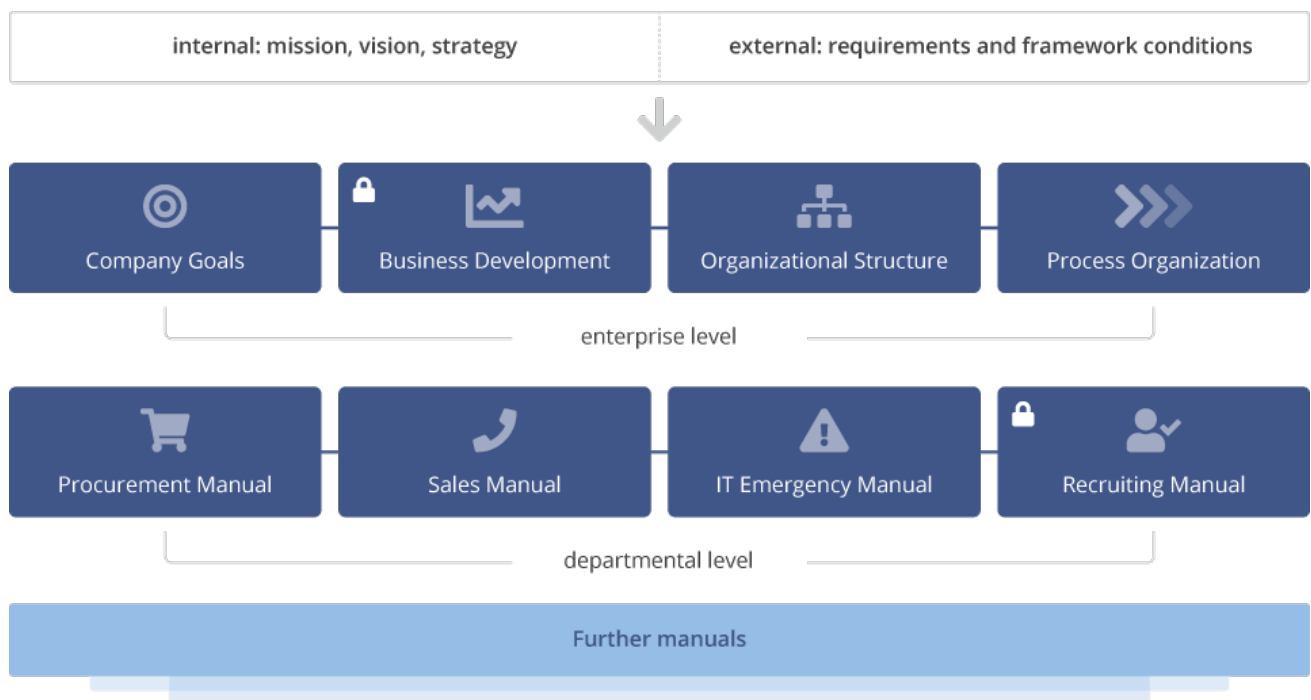 internal: mission, vision, strategy
external: requirements and framework conditions
Company Goals
Business Development
Organizational Structure
Process Organization
enterprise level
Procurement Manual
Sales Manual
IT Emergency Manual
Recruiting Manual
departmental level
Further manuals